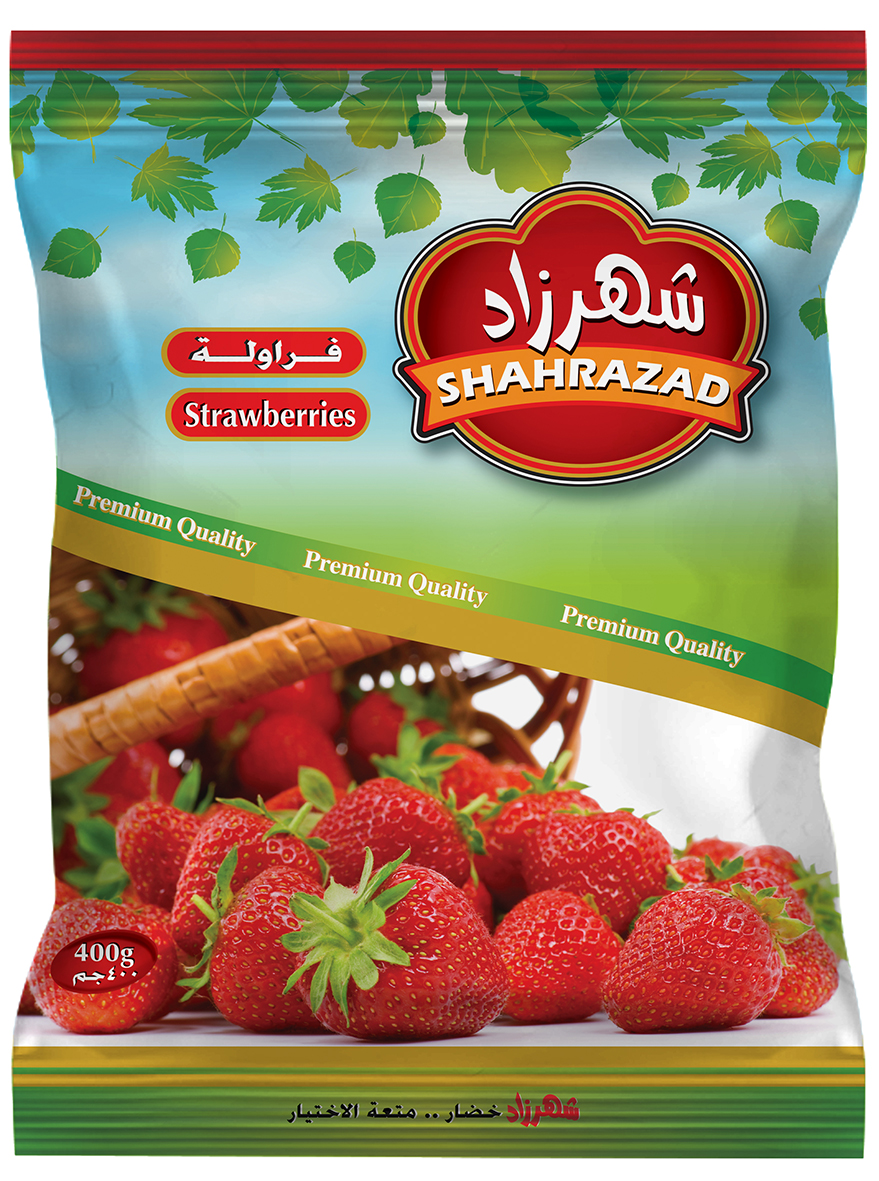 شهرزاد
SHAHRAZAD
فراولة
Strawberries
Premium Quality
Premium Quality
Premium Quality
400g
٤٠٠جم
شهرزاد خضار .. متعة الاختيار